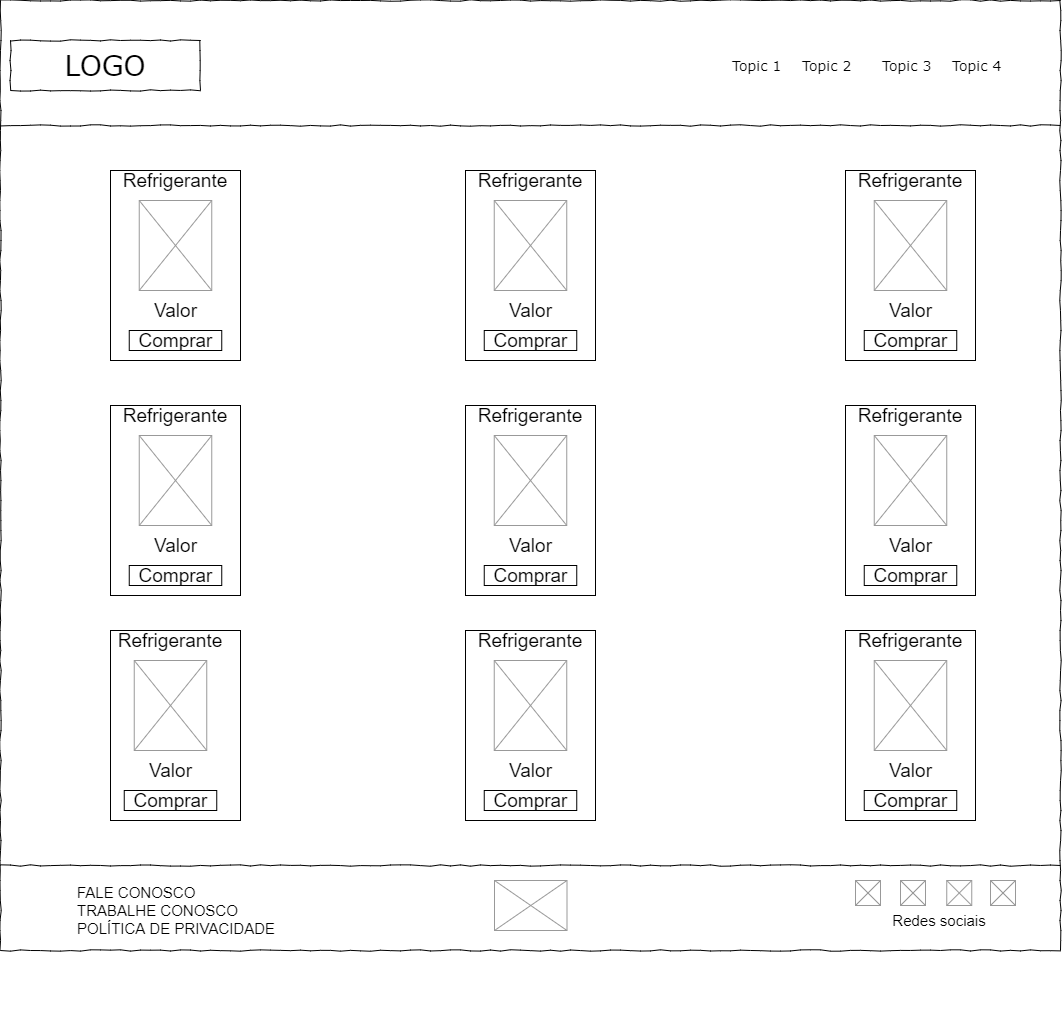 LOGO
Topic 1 Topic 2 Topic 3 Topic 4
Refrigerante Refrigerante Refrigerante
Valor Valor Valor
Comprar Comprar Comprar
Refrigerante Refrigerante Refrigerante
Valor Valor Valor
Comprar Comprar Comprar
Refrigerante Refrigerante Refrigerante
Valor Valor Valor
Comprar Comprar Comprar
FALE CONOSCO
TRABALHE CONOSCO
POLÍTICA DE PRIVACIDADE
Redes sociais